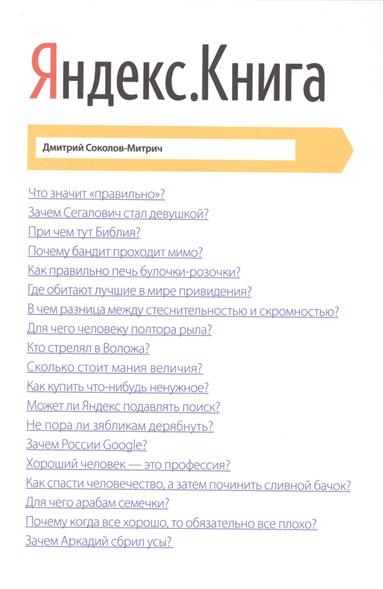 Яндекс.Книга
Дмитрий Соколов-Митрич
Что значит «правильно»?
Зачем Сегалович стал девушкой?
При чем тут Библия?
Почему бандит проходит мимо?
Как правильно печь булочки-розочки?
Где обитают лучшие в мире привидения?
В чем разница между стеснительностью и скромностью?
Для чего человеку полтора рыла?
Кто стрелял в Воложа?
Сколько стоит мания величия?
Как купить что-нибудь ненужное?
Может ли Яндекс подавлять поиск?
Не пора ли зябликам дерябнуть?
Зачем России Google?
Хороший человек — это профессия?
Как спасти человечество, а затем починить сливной бачок?
Для чего арабам семечки?
Почему когда все хорошо, то обязательно все плохо?
Зачем Аркадий сбрил усы?